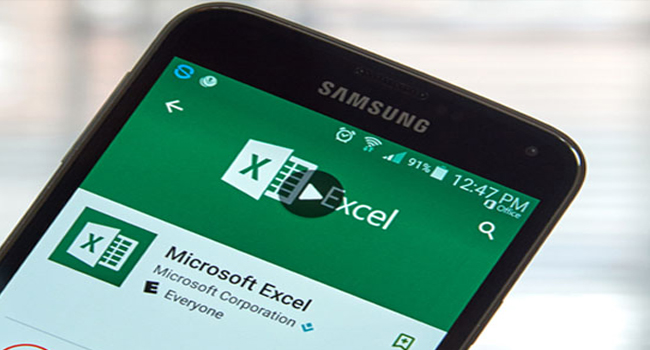 SAMSUNG
91% 12:47 PM
Office
X Excel
X
Microsoft Excel
Microsoft Corporation
E Everyone